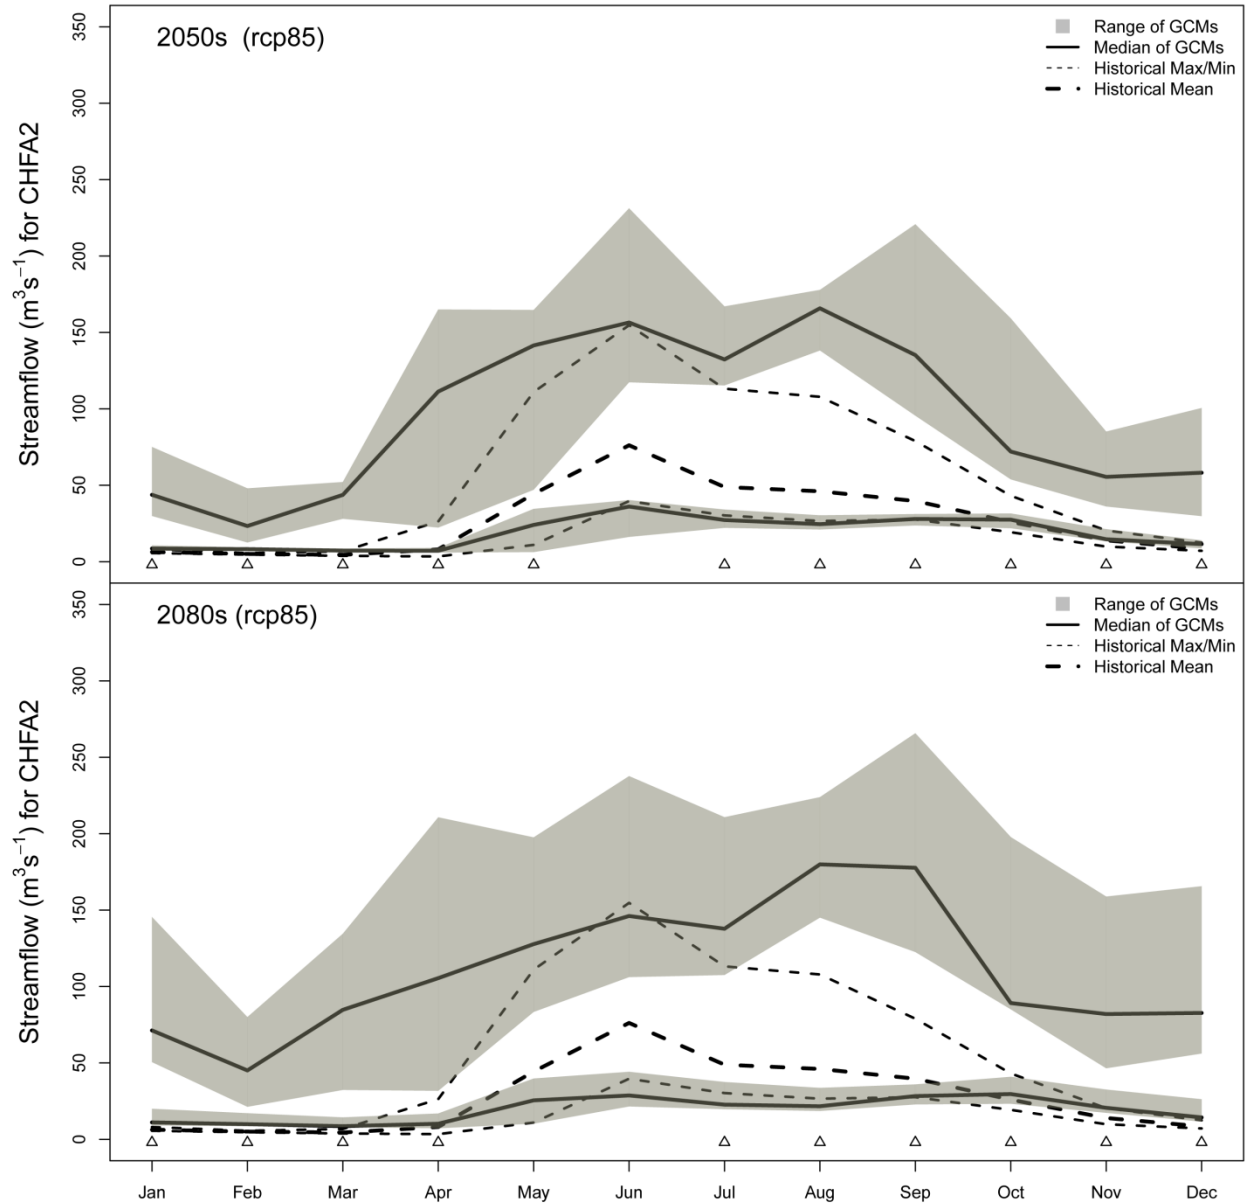 2050s (rcp85)
Range of GCMs
Median of GCMs
Historical Max/Min
Historical Mean
Streamflow (m³s⁻¹) for CHFA2
350
300
250
200
150
100
50
0
2080s (rcp85)
Range of GCMs
Median of GCMs
Historical Max/Min
Historical Mean
Streamflow (m³s⁻¹) for CHFA2
350
300
250
200
150
100
50
0
Jan Feb Mar Apr May Jun Jul Aug Sep Oct Nov Dec